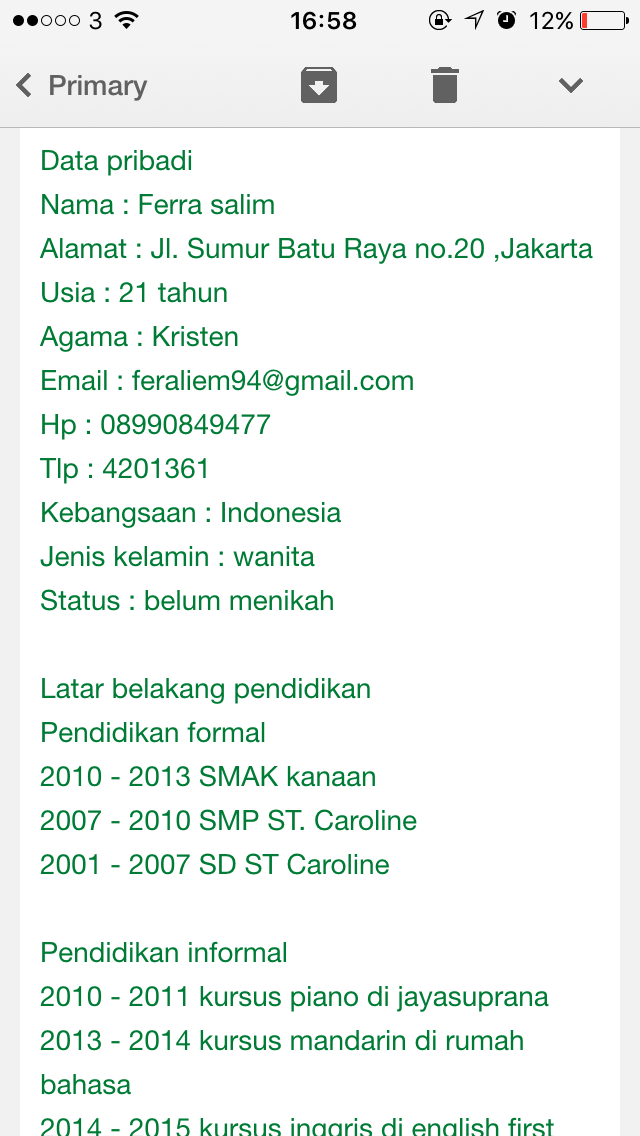 3 16:58 12%
Primary
Data pribadi
Nama : Ferra salim
Alamat : Jl. Sumur Batu Raya no.20 ,Jakarta
Usia : 21 tahun
Agama : Kristen
Email : feraliem94@gmail.com
Hp : 08990849477
Tlp : 4201361
Kebangsaan : Indonesia
Jenis kelamin : wanita
Status : belum menikah
Latar belakang pendidikan
Pendidikan formal
2010 - 2013 SMAK kanaan
2007 - 2010 SMP ST. Caroline
2001 - 2007 SD ST Caroline
Pendidikan informal
2010 - 2011 kursus piano di jayasuprana
2013 - 2014 kursus mandarin di rumah
bahasa
2014 - 2015 kursus inggris di english first